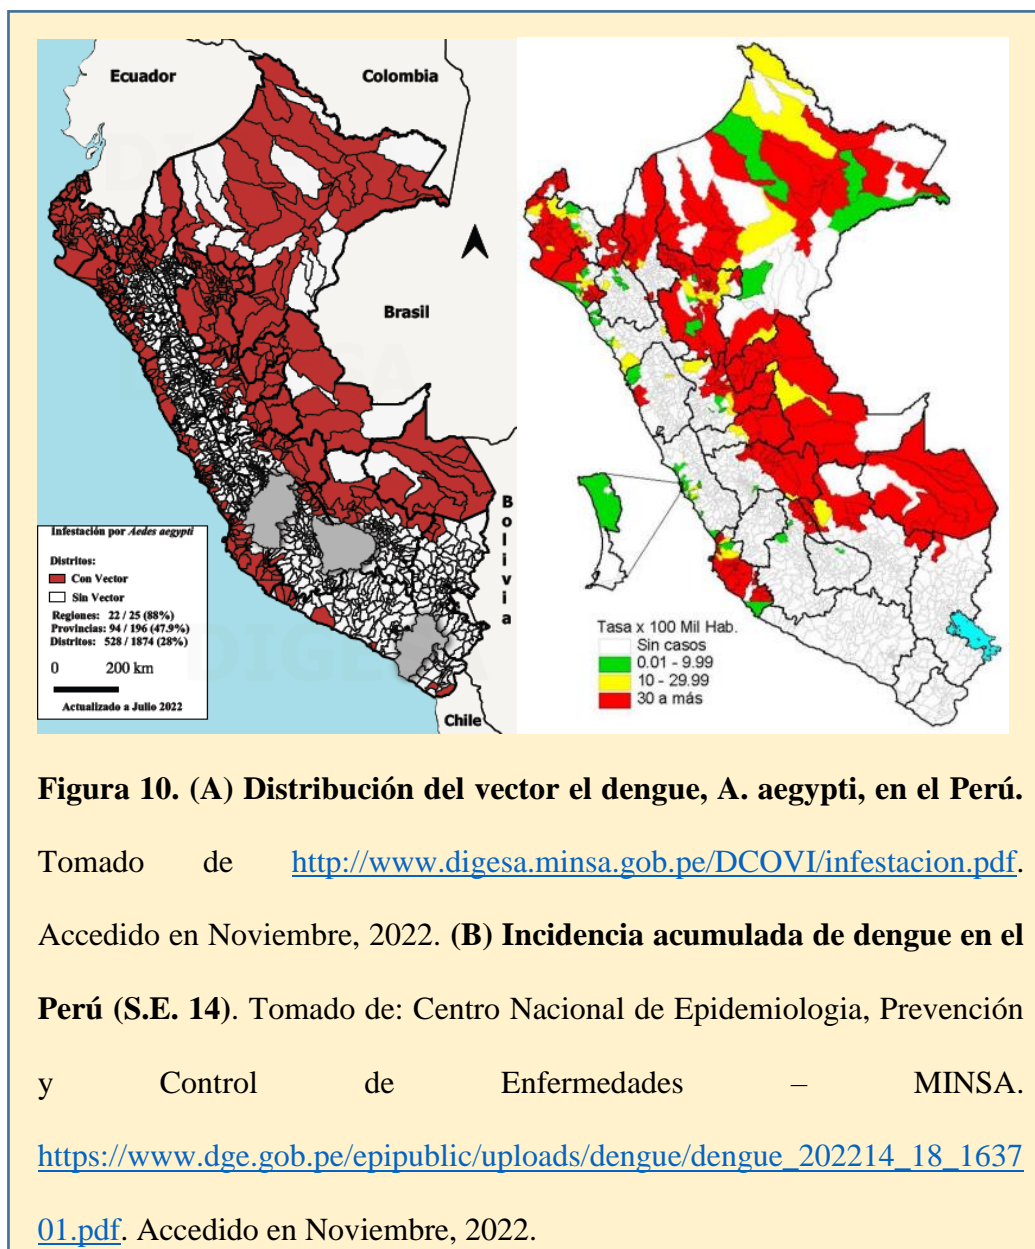 Ecuador
Colombia
Brasil
Bolivia
Chile
DIGESA
Infestación por Aedes aegypti
Distritos:
Con Vector
Sin Vector
Regiones: 22 / 25 (88%)
Provincias: 94 / 196 (47.9%)
Distritos: 528 / 1874 (28%)
0 200 km
Actualizado a Julio 2022
Tasa x 100 Mil Hab.
Sin casos
0.01 - 9.99
10 - 29.99
30 a más
Figura 10. (A) Distribución del vector el dengue, A. aegypti, en el Perú.
Tomado de http://www.digesa.minsa.gob.pe/DCOVI/infestacion.pdf.
Accedido en Noviembre, 2022. (B) Incidencia acumulada de dengue en el
Perú (S.E. 14). Tomado de: Centro Nacional de Epidemiologia, Prevención
y Control de Enfermedades – MINSA.
https://www.dge.gob.pe/epipublic/uploads/dengue/dengue_202214_18_1637
01.pdf. Accedido en Noviembre, 2022.